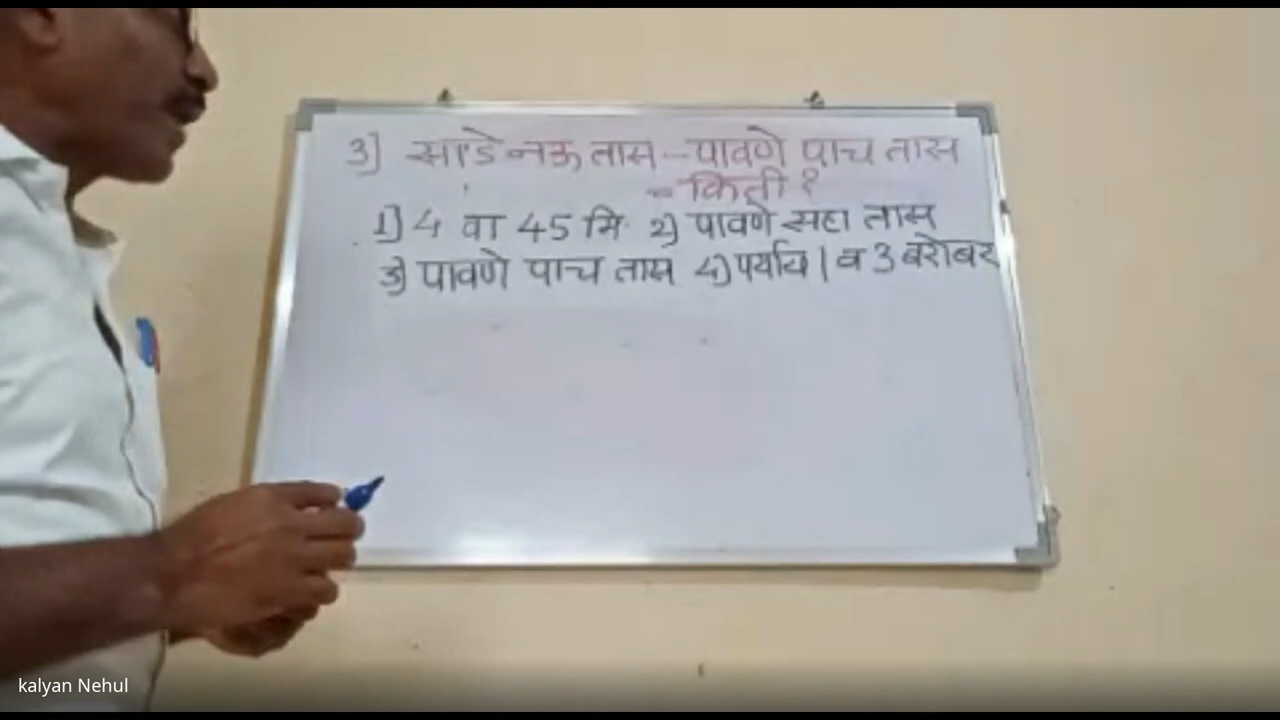 3] साडे नऊ तास - पावणे पाच तास
= किती ?
1] 4 वा 45 मि. 2) पावणे सहा तास
3) पावणे पाच तास 4) पर्याय 1 व 3 बरोबर
kalyan Nehul